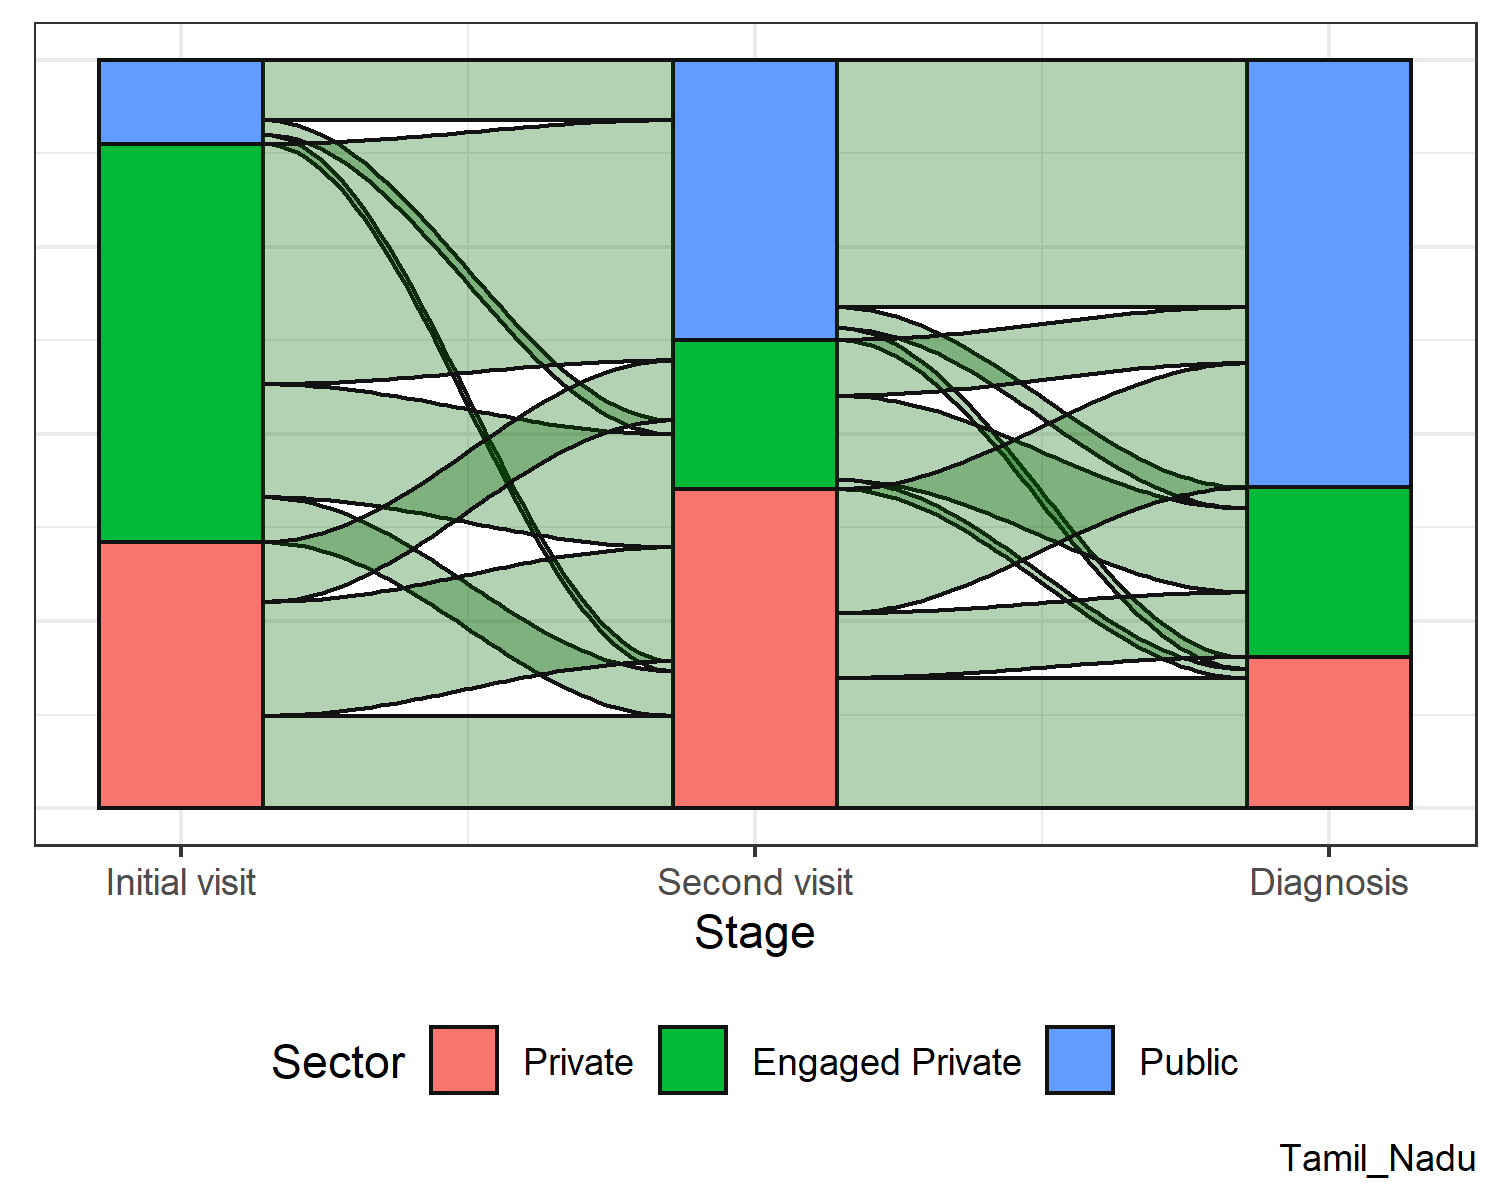 Initial visit Second visit Diagnosis
Stage
Sector Private Engaged Private Public
Tamil_Nadu